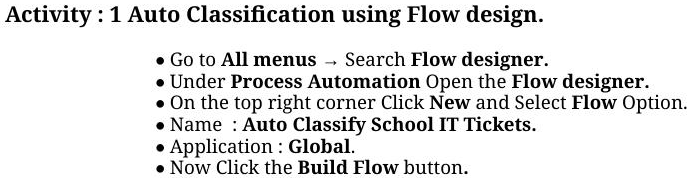 Activity : 1 Auto Classification using Flow design.
• Go to All menus → Search Flow designer.
• Under Process Automation Open the Flow designer.
• On the top right corner Click New and Select Flow Option.
• Name : Auto Classify School IT Tickets.
• Application : Global.
• Now Click the Build Flow button.